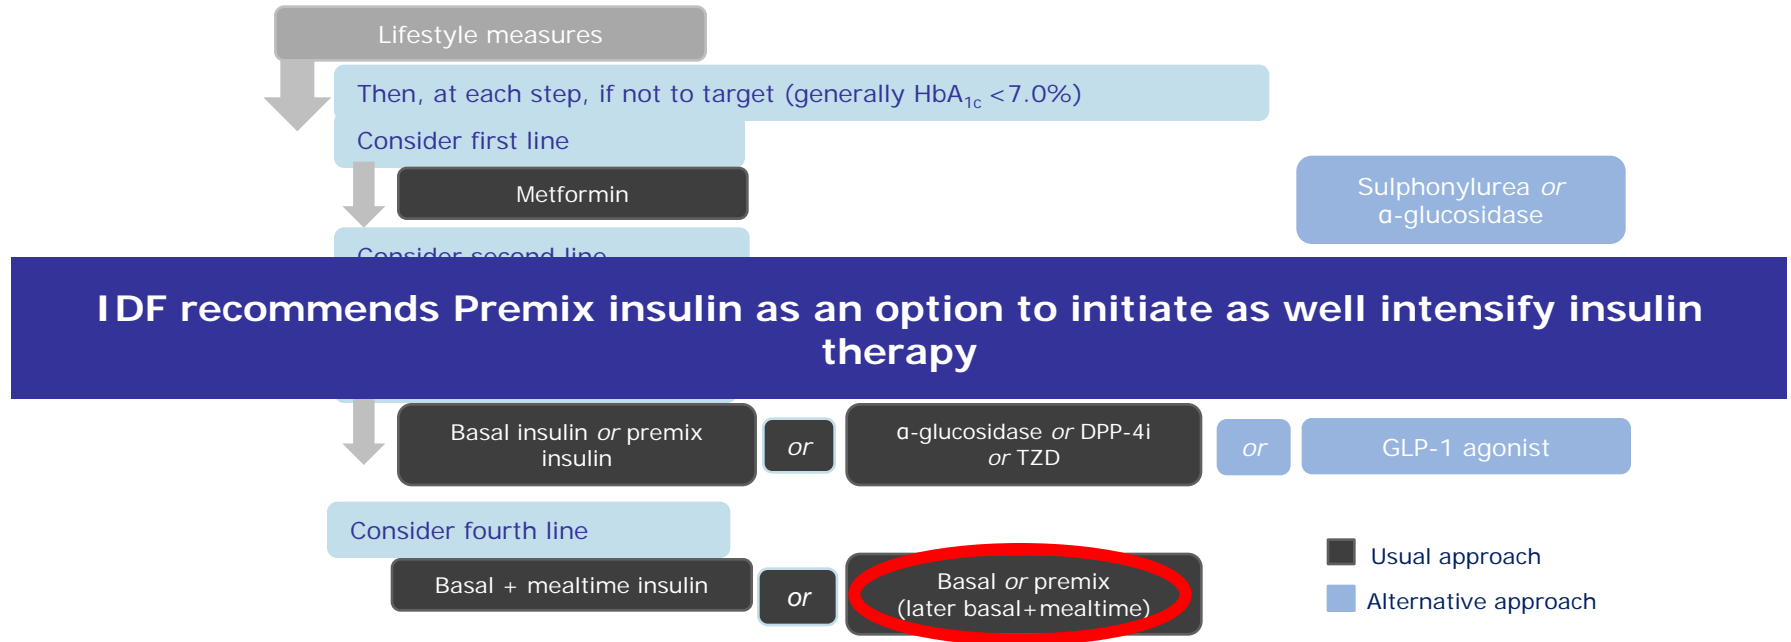 Lifestyle measures
Then, at each step, if not to target (generally HbA1c <7.0%)
Consider first line
Metformin
Sulphonylurea or
α-glucosidase
Consider second line
IDF recommends Premix insulin as an option to initiate as well intensify insulin
therapy
Basal insulin or premix
insulin
or
α-glucosidase or DPP-4i
or TZD
or
GLP-1 agonist
Consider fourth line
Basal + mealtime insulin
or
Basal or premix
(later basal+mealtime)
Usual approach
Alternative approach